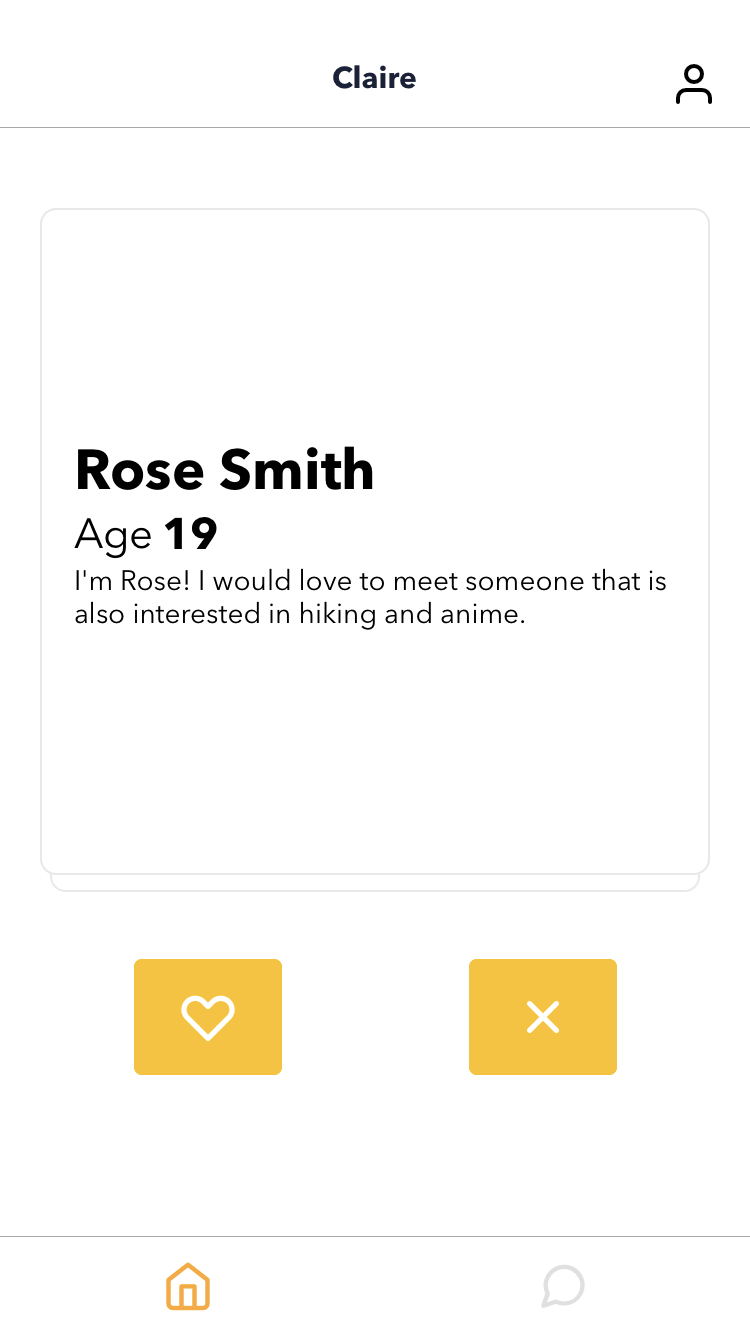 Claire
Rose Smith
Age 19
I'm Rose! I would love to meet someone that is
also interested in hiking and anime.